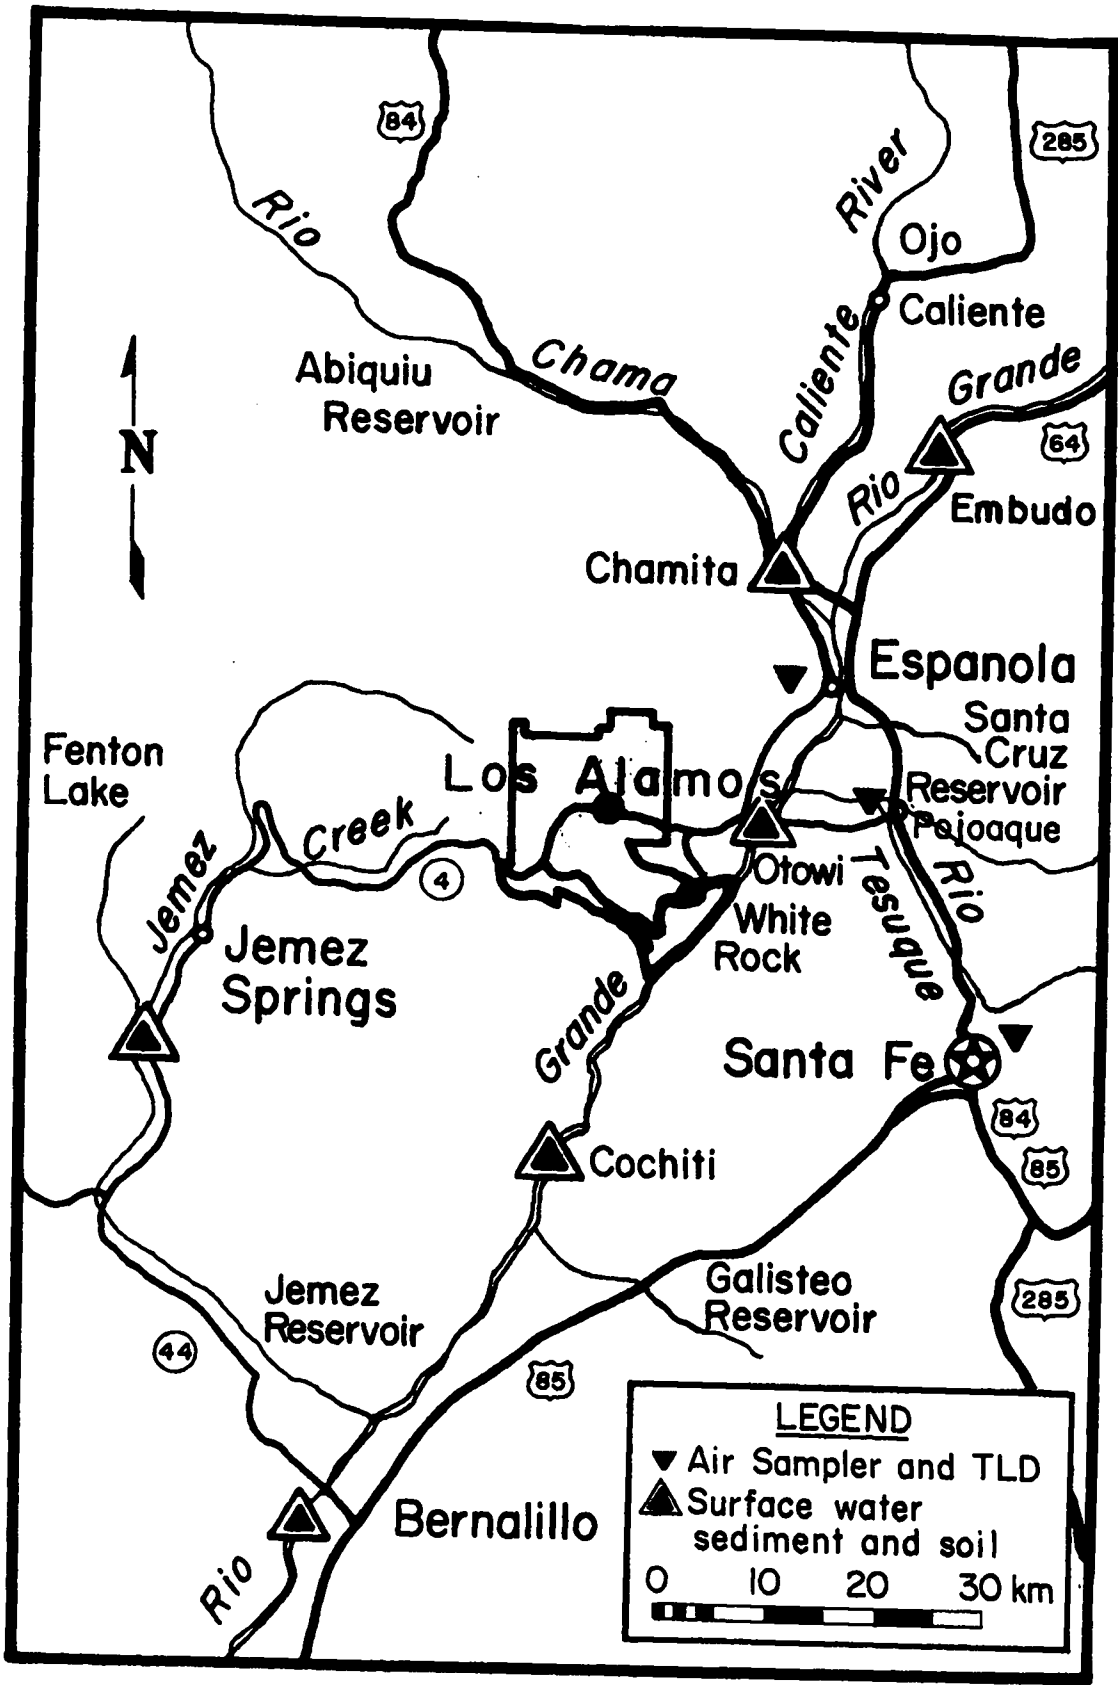 84
285
River
Rio
Ojo
Caliente
Caliente
Chama
Grande
Abiquiu
Reservoir
64
N
Rio
Embudo
Chamita
Espanola
Santa
Cruz
Reservoir
Fenton
Lake
Los Alamos
Pojoaque
Creek
Jemez
4
Otowi
Tesuque
Rio
White
Rock
Jemez
Springs
Grande
Santa Fe
84
85
Cochiti
Jemez
Reservoir
Galisteo
Reservoir
285
44
85
LEGEND
Air Sampler and TLD
Surface water
sediment and soil
0 10 20 30 km
Bernalillo
Rio